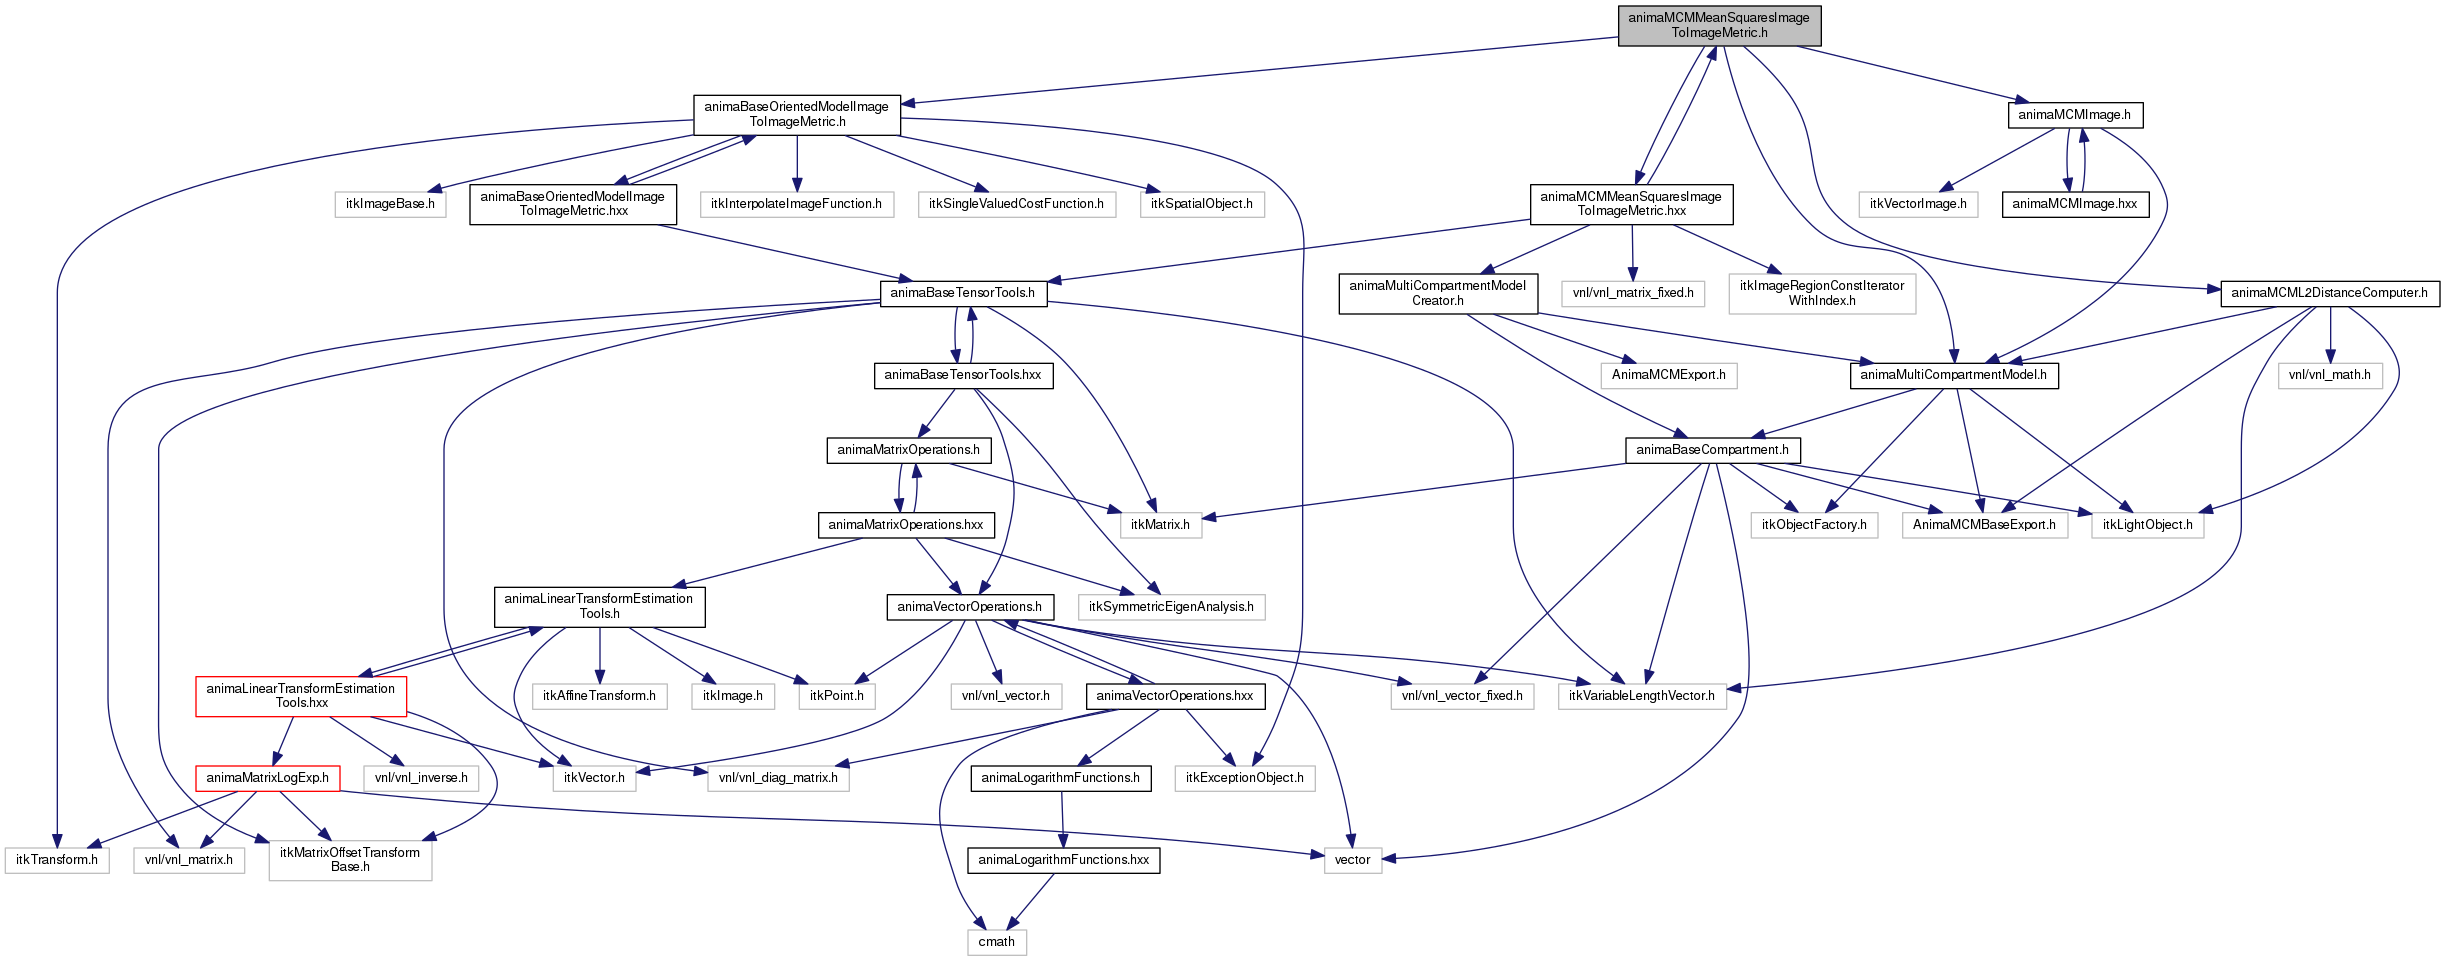 animaMCMMeanSquaresImage
ToImageMetric.h
animaBaseOrientedModelImage
ToImageMetric.h
animaMCMImage.h
itkImageBase.h
animaBaseOrientedModelImage
ToImageMetric.hxx
itkInterpolateImageFunction.h
itkSingleValuedCostFunction.h
itkSpatialObject.h
animaMCMMeanSquaresImage
ToImageMetric.hxx
itkVectorImage.h
animaMCMImage.hxx
animaBaseTensorTools.h
animaMultiCompartmentModel
Creator.h
vnl/vnl_matrix_fixed.h
itkImageRegionConstIterator
WithIndex.h
animaMCML2DistanceComputer.h
animaBaseTensorTools.hxx
AnimaMCMExport.h
animaMultiCompartmentModel.h
vnl/vnl_math.h
animaMatrixOperations.h
animaBaseCompartment.h
animaMatrixOperations.hxx
itkMatrix.h
itkObjectFactory.h
AnimaMCMBaseExport.h
itkLightObject.h
animaLinearTransformEstimation
Tools.h
animaVectorOperations.h
itkSymmetricEigenAnalysis.h
animaLinearTransformEstimation
Tools.hxx
itkAffineTransform.h
itkImage.h
itkPoint.h
vnl/vnl_vector.h
animaVectorOperations.hxx
vnl/vnl_vector_fixed.h
itkVariableLengthVector.h
animaMatrixLogExp.h
vnl/vnl_inverse.h
itkVector.h
vnl/vnl_diag_matrix.h
animaLogarithmFunctions.h
itkExceptionObject.h
itkTransform.h
vnl/vnl_matrix.h
itkMatrixOffsetTransform
Base.h
animaLogarithmFunctions.hxx
vector
cmath